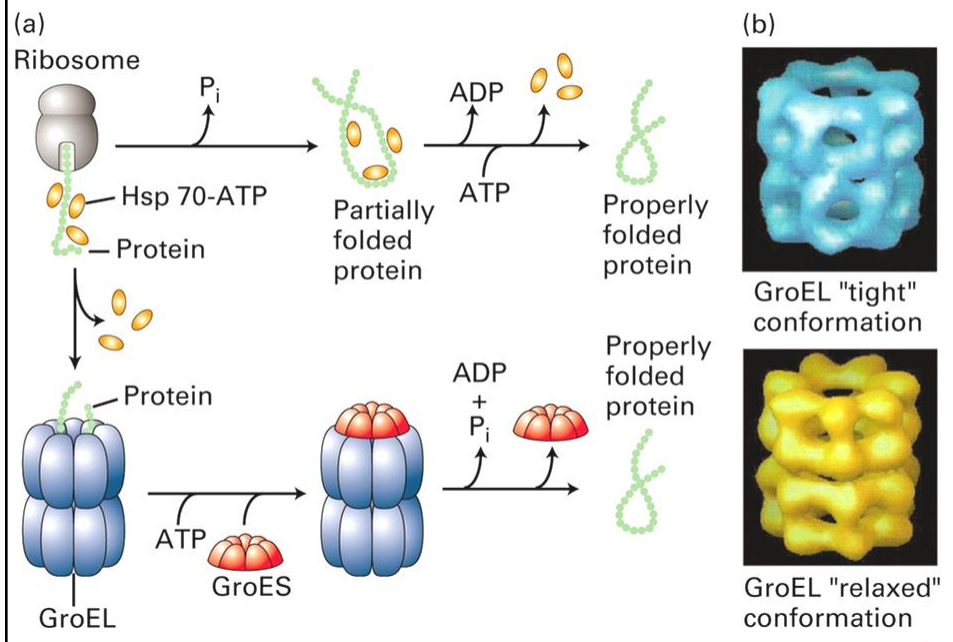 (a)
Ribosome
Pi
Hsp 70-ATP
Protein
Partially
folded
protein
ADP
ATP
Properly
folded
protein
Protein
GroEL
ATP
GroES
ADP
+
Pi
Properly
folded
protein
(b)
GroEL "tight"
conformation
GroEL "relaxed"
conformation